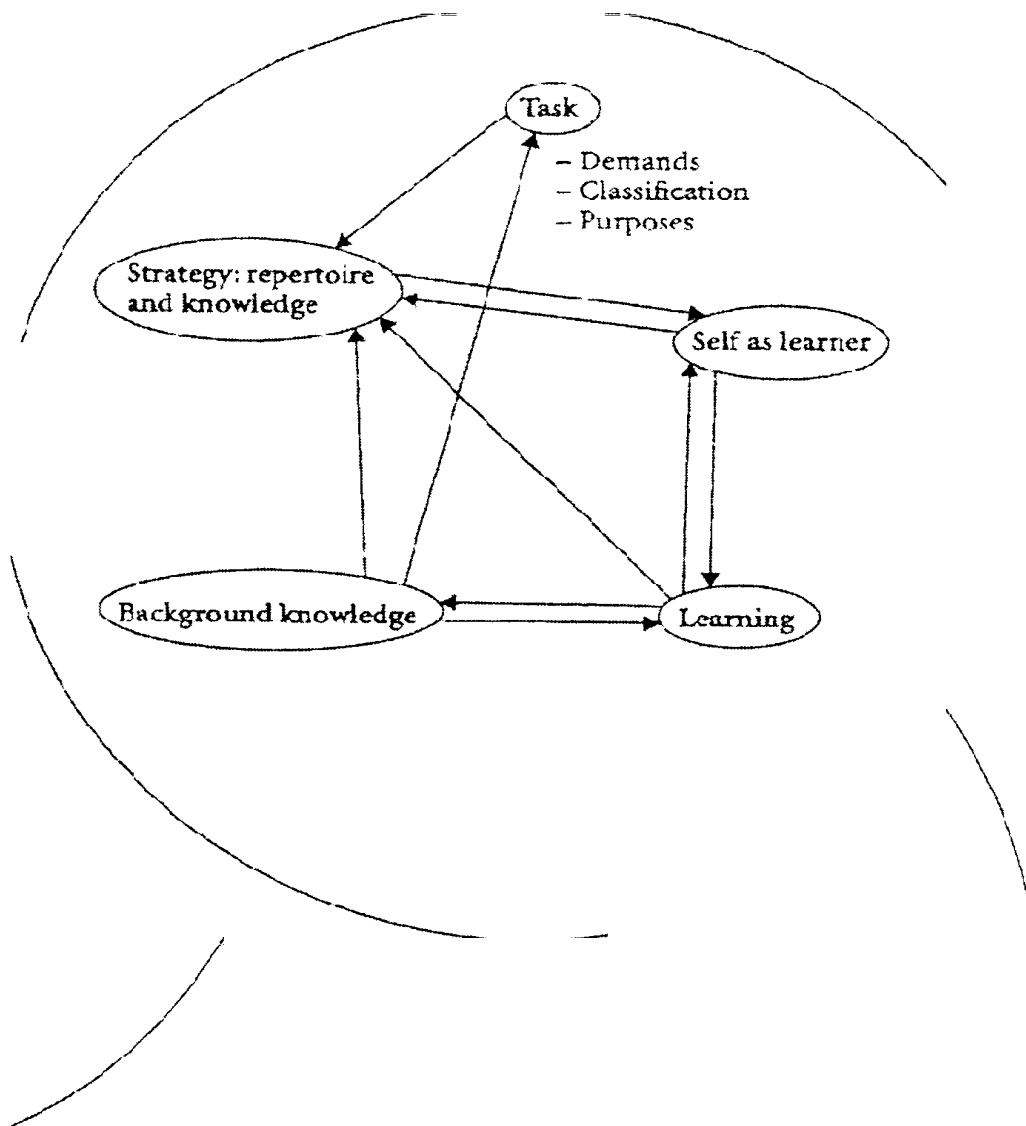 Task
– Demands
– Classification
– Purposes
Strategy: repertoire
and knowledge
Self as learner
Background knowledge
Learning